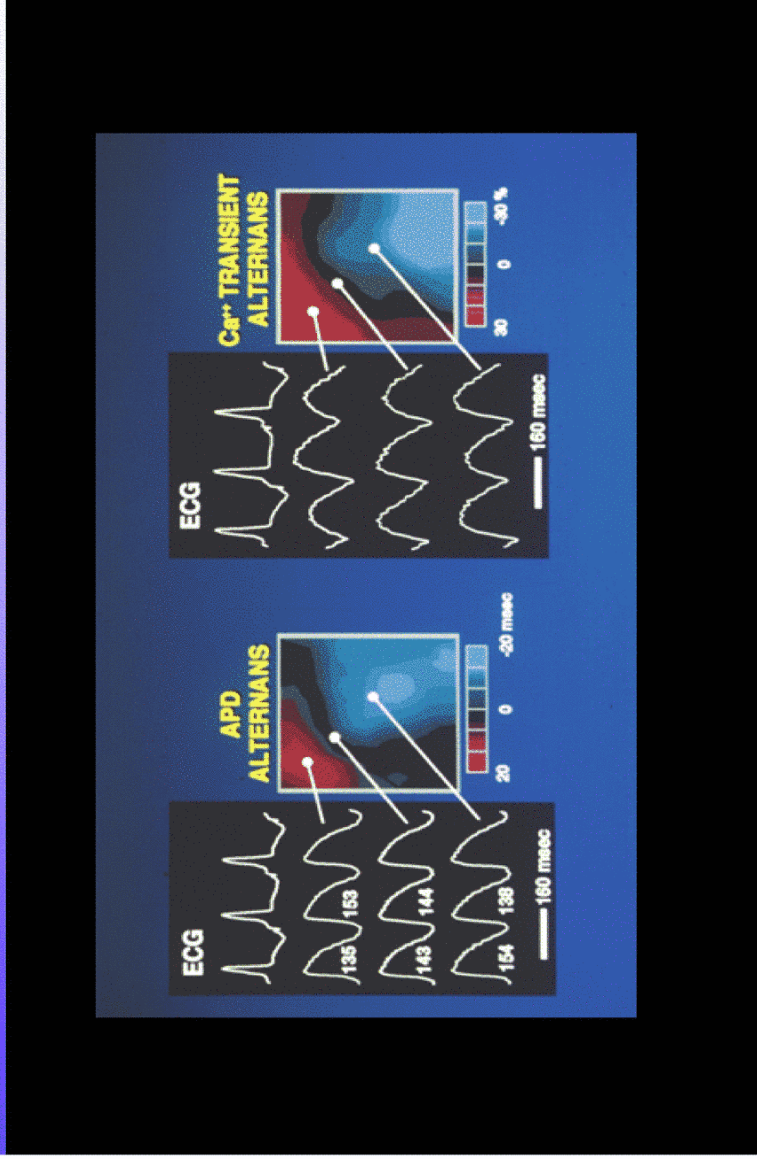 APD
ALTERNANS
ECG
135 153
143 144
154 138
160 msec
20 0 -20 msec
Ca⁺⁺ TRANSIENT
ALTERNANS
ECG
160 msec
30 0 -30 %